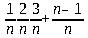 1/n 2/n 3/n + n− 1/n